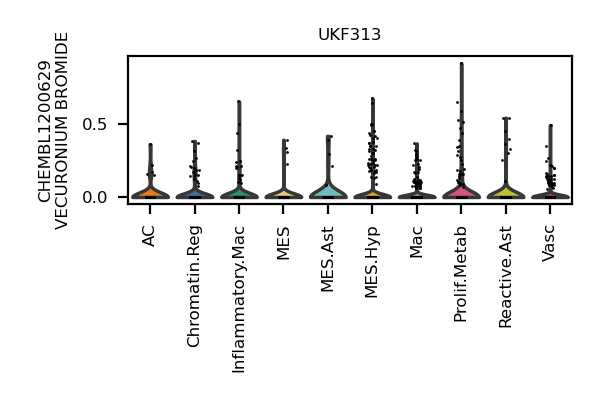 UKF313
CHEMBL1200629
VECURONIUM BROMIDE
0.5
0.0
AC
Chromatin.Reg
Inflammatory.Mac
MES
MES.Ast
MES.Hyp
Mac
Prolif.Metab
Reactive.Ast
Vasc